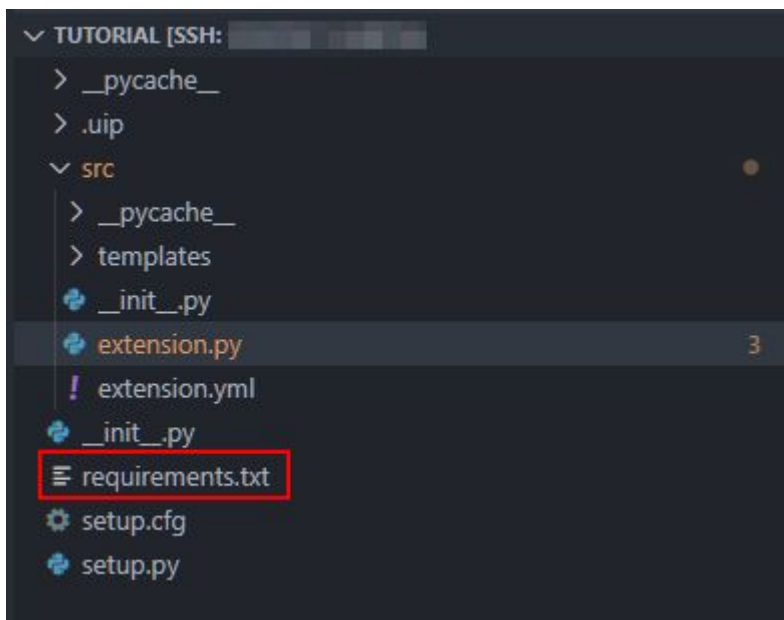 TUTORIAL [SSH:
__pycache__
.uip
src
__pycache__
templates
__init__.py
extension.py 3
! extension.yml
__init__.py
requirements.txt
setup.cfg
setup.py